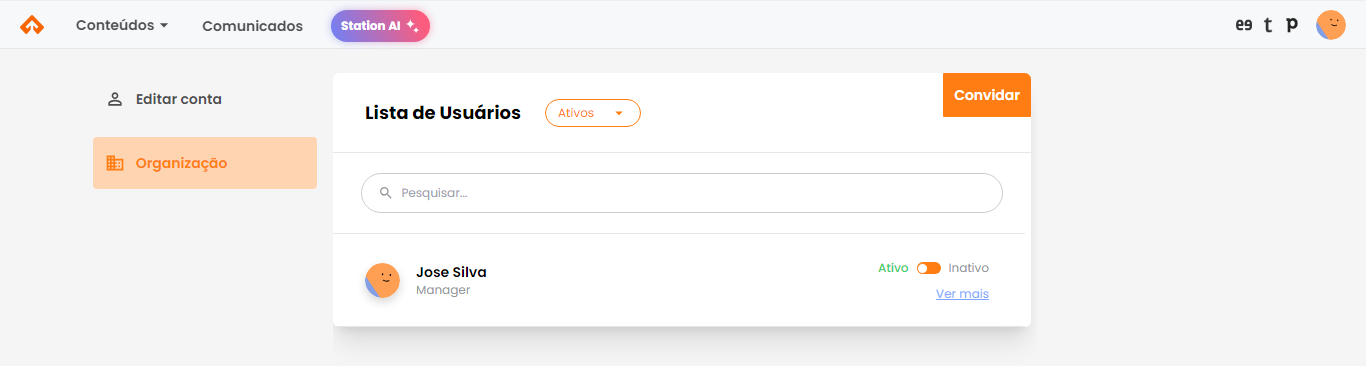 Conteúdos
Comunicados
Station AI
Editar conta
Organização
Lista de Usuários
Ativos
Convidar
Pesquisar...
Jose Silva
Manager
Ativo
Inativo
Ver mais